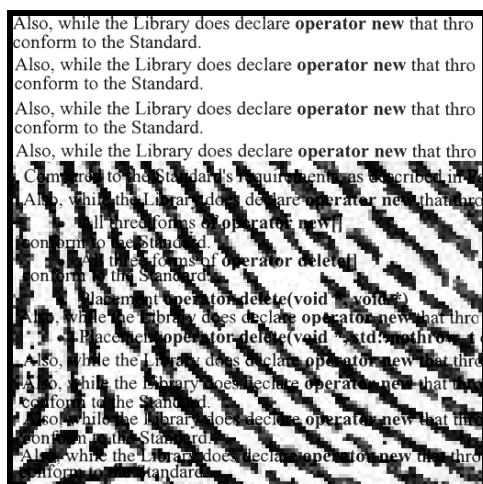 Also, while the Library does declare operator new that thro
conform to the Standard.
Also, while the Library does declare operator new that thro
conform to the Standard.
Also, while the Library does declare operator new that thro
conform to the Standard.
Also, while the Library does declare operator new that thro
Compared to the Standard's requirements, as described in
Also, while the Library does declare operator new that thro
All three forms of operator new[]
conform to the Standard.
All three forms of operator delete[]
conform to the Standard.
Placement operator delete(void *, void *)
Also, while the Library does declare operator new that thro
Placement operator delete(void *, std::nothrow_t
Also, while the Library does declare operator new that thro
Also, while the Library does declare operator new that thro
conform to the Standard.
Also, while the Library does declare operator new that thro
conform to the Standard.
Also, while the Library does declare operator new that thro
conform to the Standard.